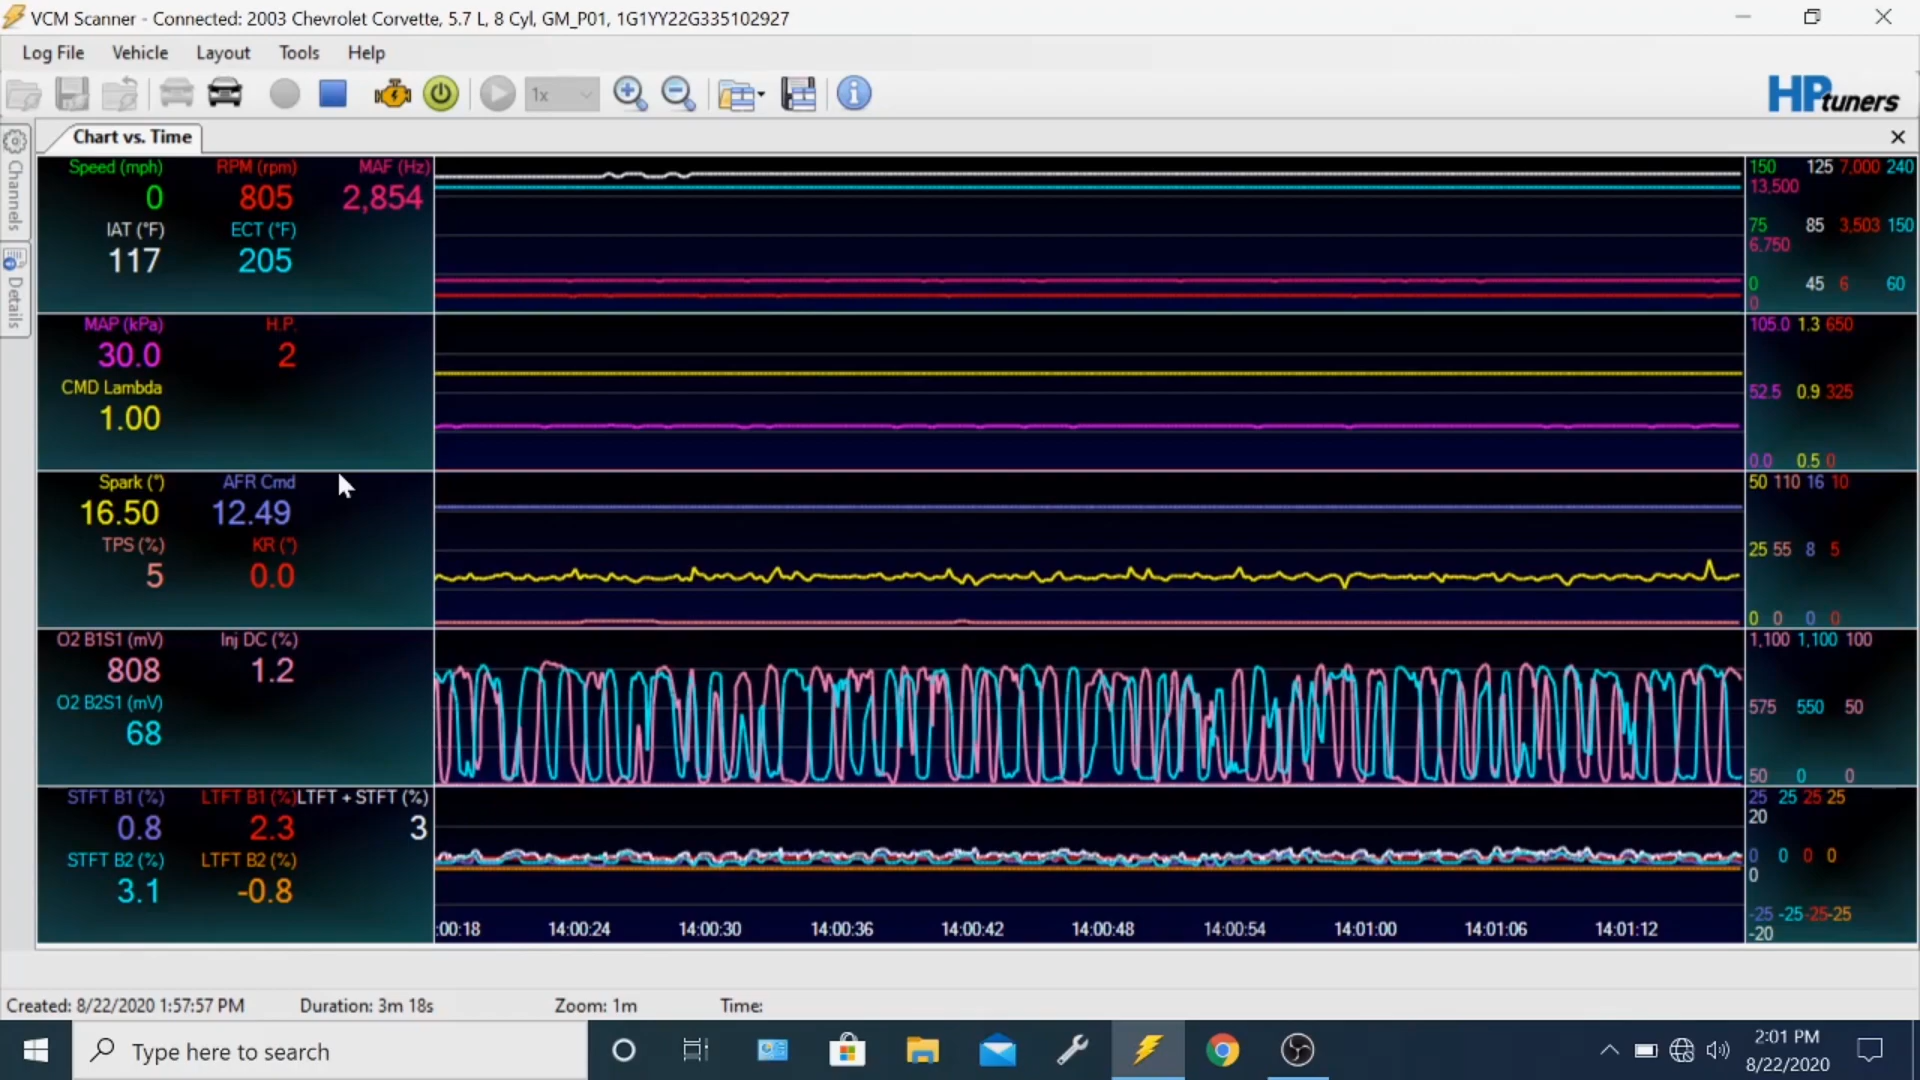 VCM Scanner - Connected: 2003 Chevrolet Corvette, 5.7 L, 8 Cyl, GM_P01, 1G1YY22G335102927
Log File Vehicle Layout Tools Help
1x
HPtuners
Chart vs. Time
Channels
Details
Speed (mph) RPM (rpm) MAF (Hz)
0 805 2,854
IAT (°F) ECT (°F)
117 205
150 125 7,000 240
13,500
75 85 3,503 150
6,750
0 45 6 60
0
MAP (kPa) H.P.
30.0 2
CMD Lambda
1.00
105.0 1.3 650
52.5 0.9 325
0.0 0.5 0
Spark (°) AFR Cmd
16.50 12.49
TPS (%) KR (°)
5 0.0
50 110 16 10
25 55 8 5
0 0 0 0
O2 B1S1 (mV) Inj DC (%)
808 1.2
O2 B2S1 (mV)
68
1,100 1,100 100
575 550 50
50 0 0
STFT B1 (%) LTFT B1 (%) LTFT + STFT (%)
0.8 2.3 3
STFT B2 (%) LTFT B2 (%)
3.1 -0.8
25 25 25 25
20
0 0 0 0
0
-25 -25 -25 -25
-20
:00:18 14:00:24 14:00:30 14:00:36 14:00:42 14:00:48 14:00:54 14:01:00 14:01:06 14:01:12
Created: 8/22/2020 1:57:57 PM Duration: 3m 18s Zoom: 1m Time:
Type here to search
2:01 PM
8/22/2020